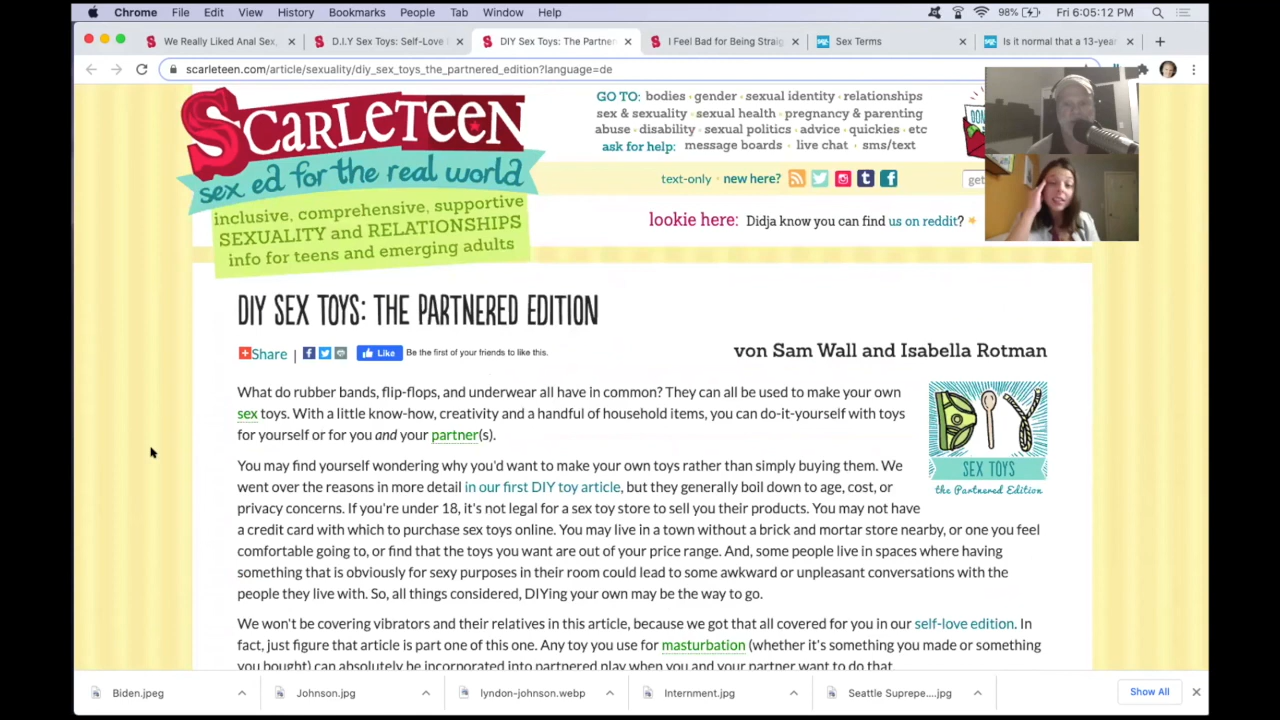 Chrome File Edit View History Bookmarks People Tab Window Help 98% Fri 6:05:12 PM
We Really Liked Anal Sex, D.I.Y Sex Toys: Self-Love DIY Sex Toys: The Partner I Feel Bad for Being Straig Sex Terms Is it normal that a 13-year
scarleteen.com/article/sexuality/diy_sex_toys_the_partnered_edition?language=de
SCARLETEEN
sex ed for the real world
inclusive, comprehensive, supportive
SEXUALITY and RELATIONSHIPS
info for teens and emerging adults
GO TO: bodies · gender · sexual identity · relationships
sex & sexuality · sexual health · pregnancy & parenting
abuse · disability · sexual politics · advice · quickies · etc
ask for help: message boards · live chat · sms/text
text-only · new here?
get
lookie here: Didja know you can find us on reddit?
DIY SEX TOYS: THE PARTNERED EDITION
Share | Like Be the first of your friends to like this.
von Sam Wall and Isabella Rotman
What do rubber bands, flip-flops, and underwear all have in common? They can all be used to make your own
sex toys. With a little know-how, creativity and a handful of household items, you can do-it-yourself with toys
for yourself or for you and your partner(s).
DIY
SEX TOYS
the Partnered Edition
You may find yourself wondering why you'd want to make your own toys rather than simply buying them. We
went over the reasons in more detail in our first DIY toy article, but they generally boil down to age, cost, or
privacy concerns. If you're under 18, it's not legal for a sex toy store to sell you their products. You may not have
a credit card with which to purchase sex toys online. You may live in a town without a brick and mortar store nearby, or one you feel
comfortable going to, or find that the toys you want are out of your price range. And, some people live in spaces where having
something that is obviously for sexy purposes in their room could lead to some awkward or unpleasant conversations with the
people they live with. So, all things considered, DIYing your own may be the way to go.
We won't be covering vibrators and their relatives in this article, because we got that all covered for you in our self-love edition. In
fact, just figure that article is part one of this one. Any toy you use for masturbation (whether it's something you made or something
you bought) can absolutely be incorporated into partnered play when you and your partner want to do that.
Biden.jpeg Johnson.jpg lyndon-johnson.webp Internment.jpg Seattle Suprepe....jpg Show All